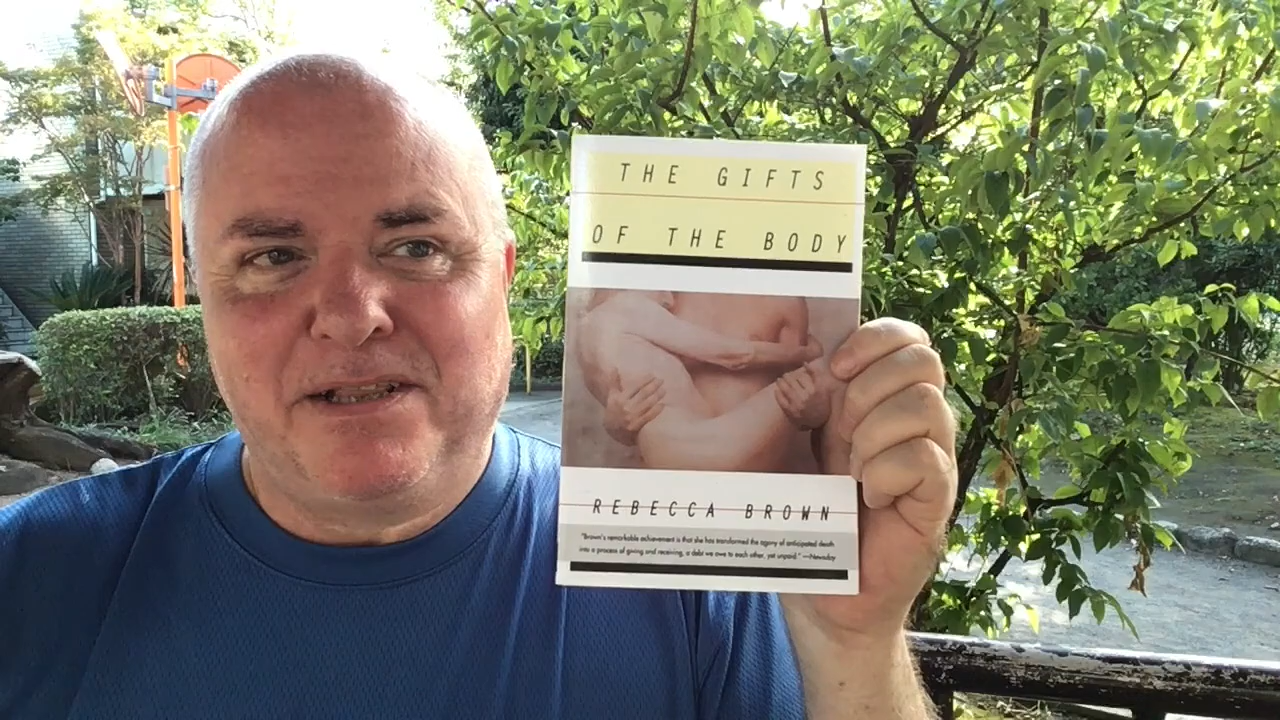 THE GIFTS
OF THE BODY
REBECCA BROWN
"Brown's remarkable achievement is that she has transformed the agony of anticipated death
into a process of giving and receiving, a debt we owe to each other, yet unpaid." —Newsday